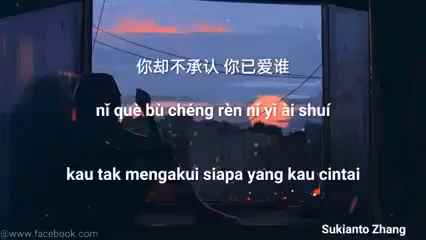 你却不承认 你已爱谁
nǐ què bù chéng rèn nǐ yǐ ài shuí
kau tak mengakui siapa yang kau cintai
Sukianto Zhang
@www.facebook.com